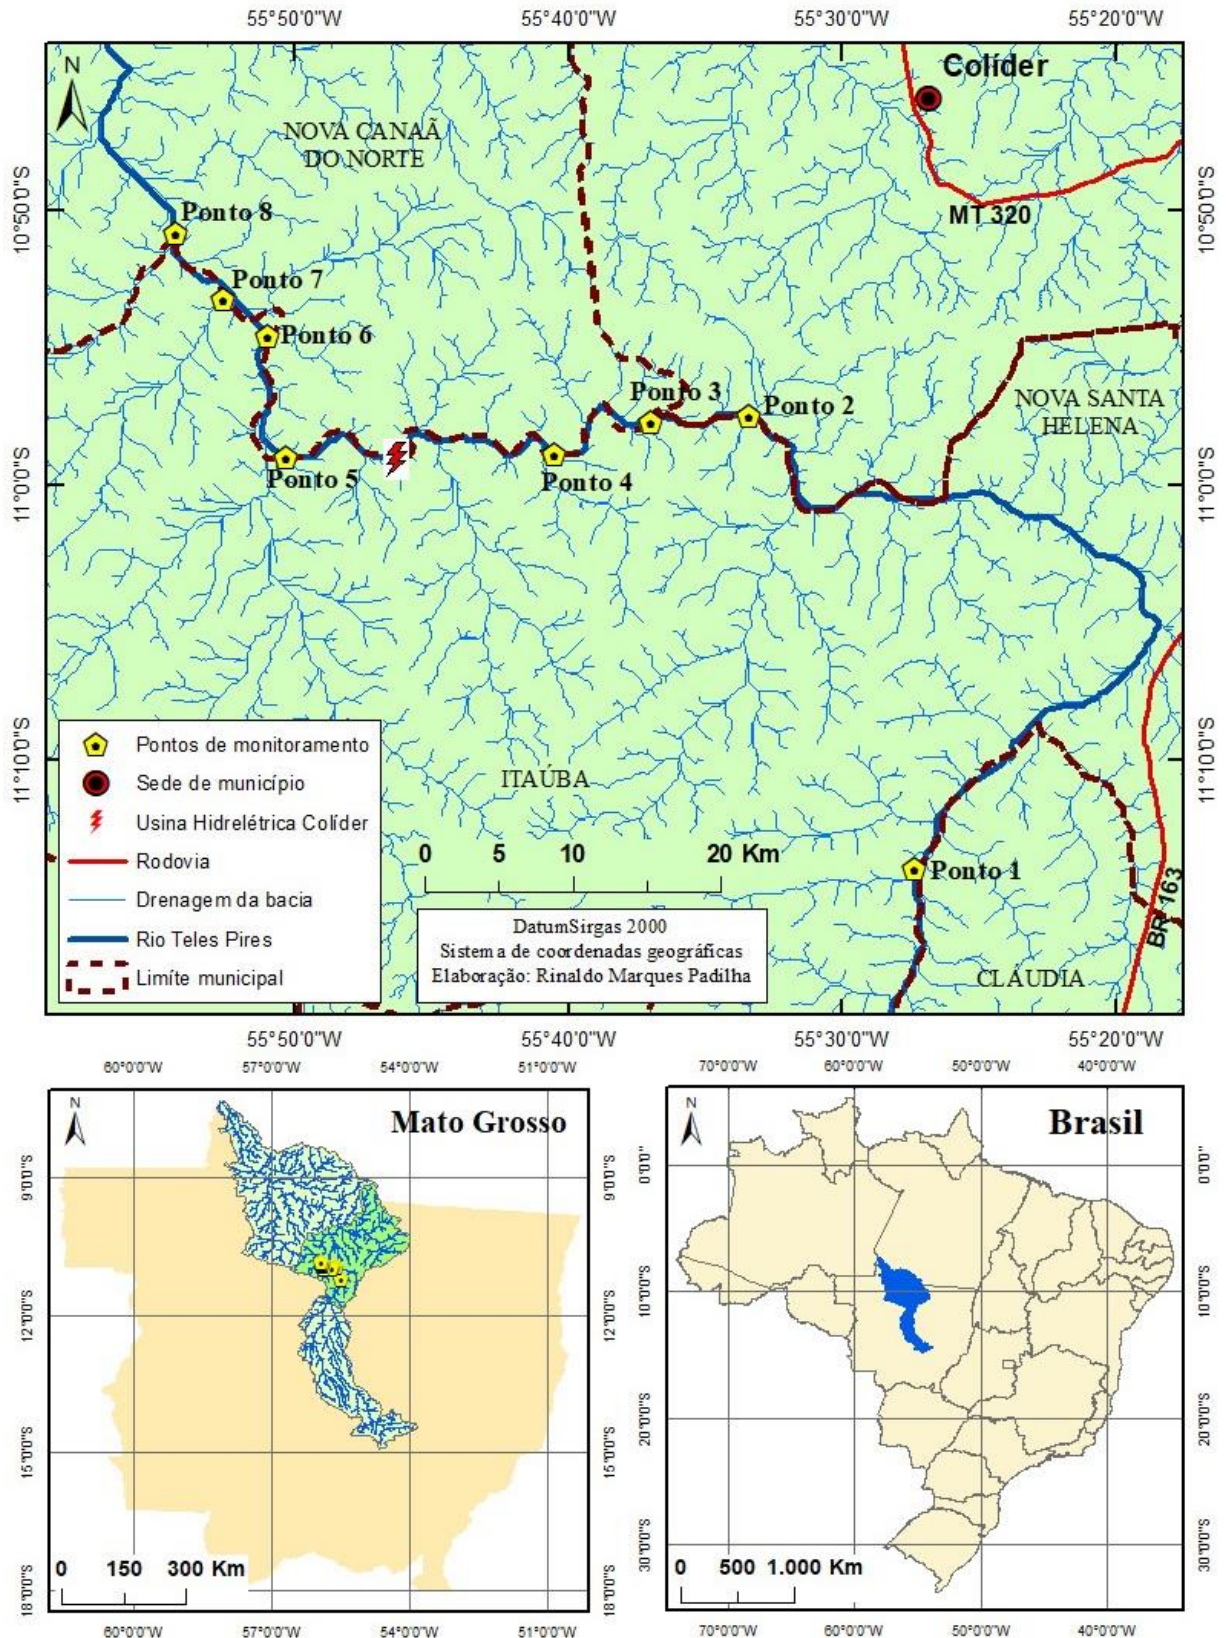 55°50'0"W 55°40'0"W 55°30'0"W 55°20'0"W
N
Colíder
NOVA CANAÃ
DO NORTE
10°50'0"S
10°50'0"S
MT 320
Ponto 8
Ponto 7
Ponto 6
Ponto 3
Ponto 2
NOVA SANTA
HELENA
Ponto 5
Ponto 4
11°0'0"S
11°0'0"S
11°10'0"S
11°10'0"S
ITAÚBA
Pontos de monitoramento
Sede de município
Usina Hidrelétrica Colíder
Rodovia
Drenagem da bacia
Rio Teles Pires
Limíte municipal
0 5 10 20 Km
Ponto 1
BR 163
DatumSirgas 2000
Sistema de coordenadas geográficas
Elaboração: Rinaldo Marques Padilha
CLÁUDIA
55°50'0"W 55°40'0"W 55°30'0"W 55°20'0"W
60°0'0"W 57°0'0"W 54°0'0"W 51°0'0"W
N
Mato Grosso
9°0'0"S
9°0'0"S
12°0'0"S
12°0'0"S
15°0'0"S
15°0'0"S
18°0'0"S
18°0'0"S
0 150 300 Km
60°0'0"W 57°0'0"W 54°0'0"W 51°0'0"W
70°0'0"W 60°0'0"W 50°0'0"W 40°0'0"W
N
Brasil
0°0'0"
0°0'0"
10°0'0"S
10°0'0"S
20°0'0"S
20°0'0"S
30°0'0"S
30°0'0"S
0 500 1.000 Km
70°0'0"W 60°0'0"W 50°0'0"W 40°0'0"W